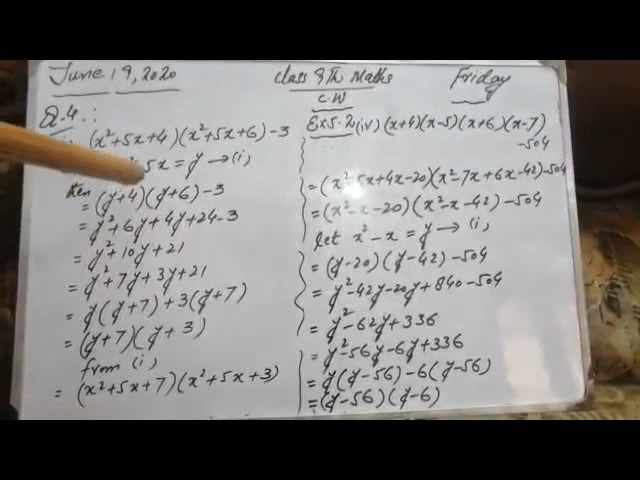 June 19, 2020
Class 9Th Maths
Friday
C.W
Q.4 :
(x²+5x+4)(x²+5x+6)-3
5x = y → (i)
then
= (y+4)(y+6)-3
= y²+6y+4y+24-3
= y²+10y+21
= y²+7y+3y+21
= y(y+7)+3(y+7)
= (y+7)(y+3)
from (i)
= (x²+5x+7)(x²+5x+3)
Ex5.2(iv) (x+4)(x-5)(x+6)(x-7)
-504
= (x²-5x+4x-20)(x²-7x+6x-42)-504
= (x²-x-20)(x²-x-42)-504
let x²-x = y → (i)
= (y-20)(y-42)-504
= y²-42y-20y+840-504
= y²-62y+336
= y²-56y-6y+336
= y(y-56)-6(y-56)
= (y-56)(y-6)